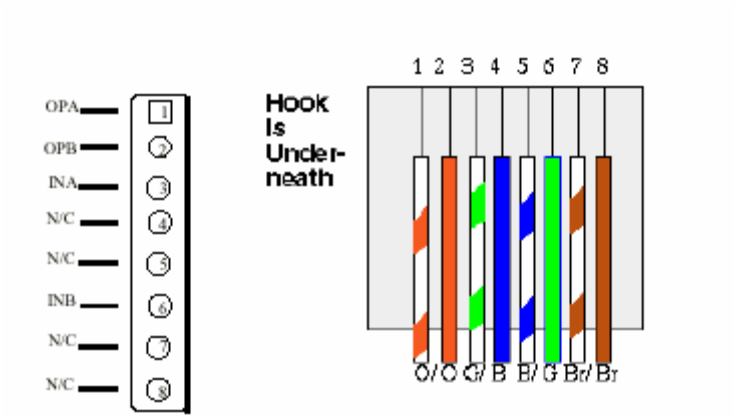 OPA 1
OPB 2
INA 3
N/C 4
N/C 5
INB 6
N/C 7
N/C 8
Hook
Is
Under-
neath
1 2 3 4 5 6 7 8
O/ O G/ B B/ G Br/ Br